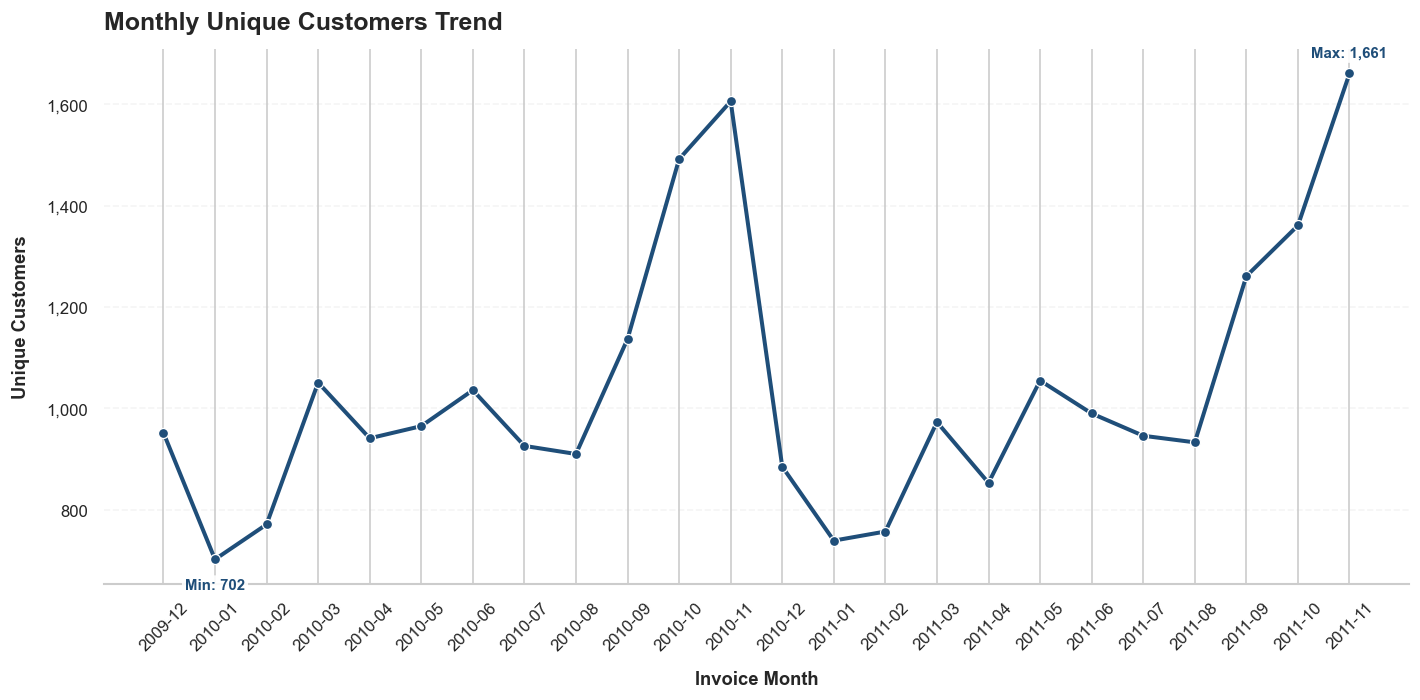 Monthly Unique Customers Trend
Max: 1,661
1,600
1,400
1,200
1,000
800
Unique Customers
Min: 702
2009-12 2010-01 2010-02 2010-03 2010-04 2010-05 2010-06 2010-07 2010-08 2010-09 2010-10 2010-11 2010-12 2011-01 2011-02 2011-03 2011-04 2011-05 2011-06 2011-07 2011-08 2011-09 2011-10 2011-11
Invoice Month